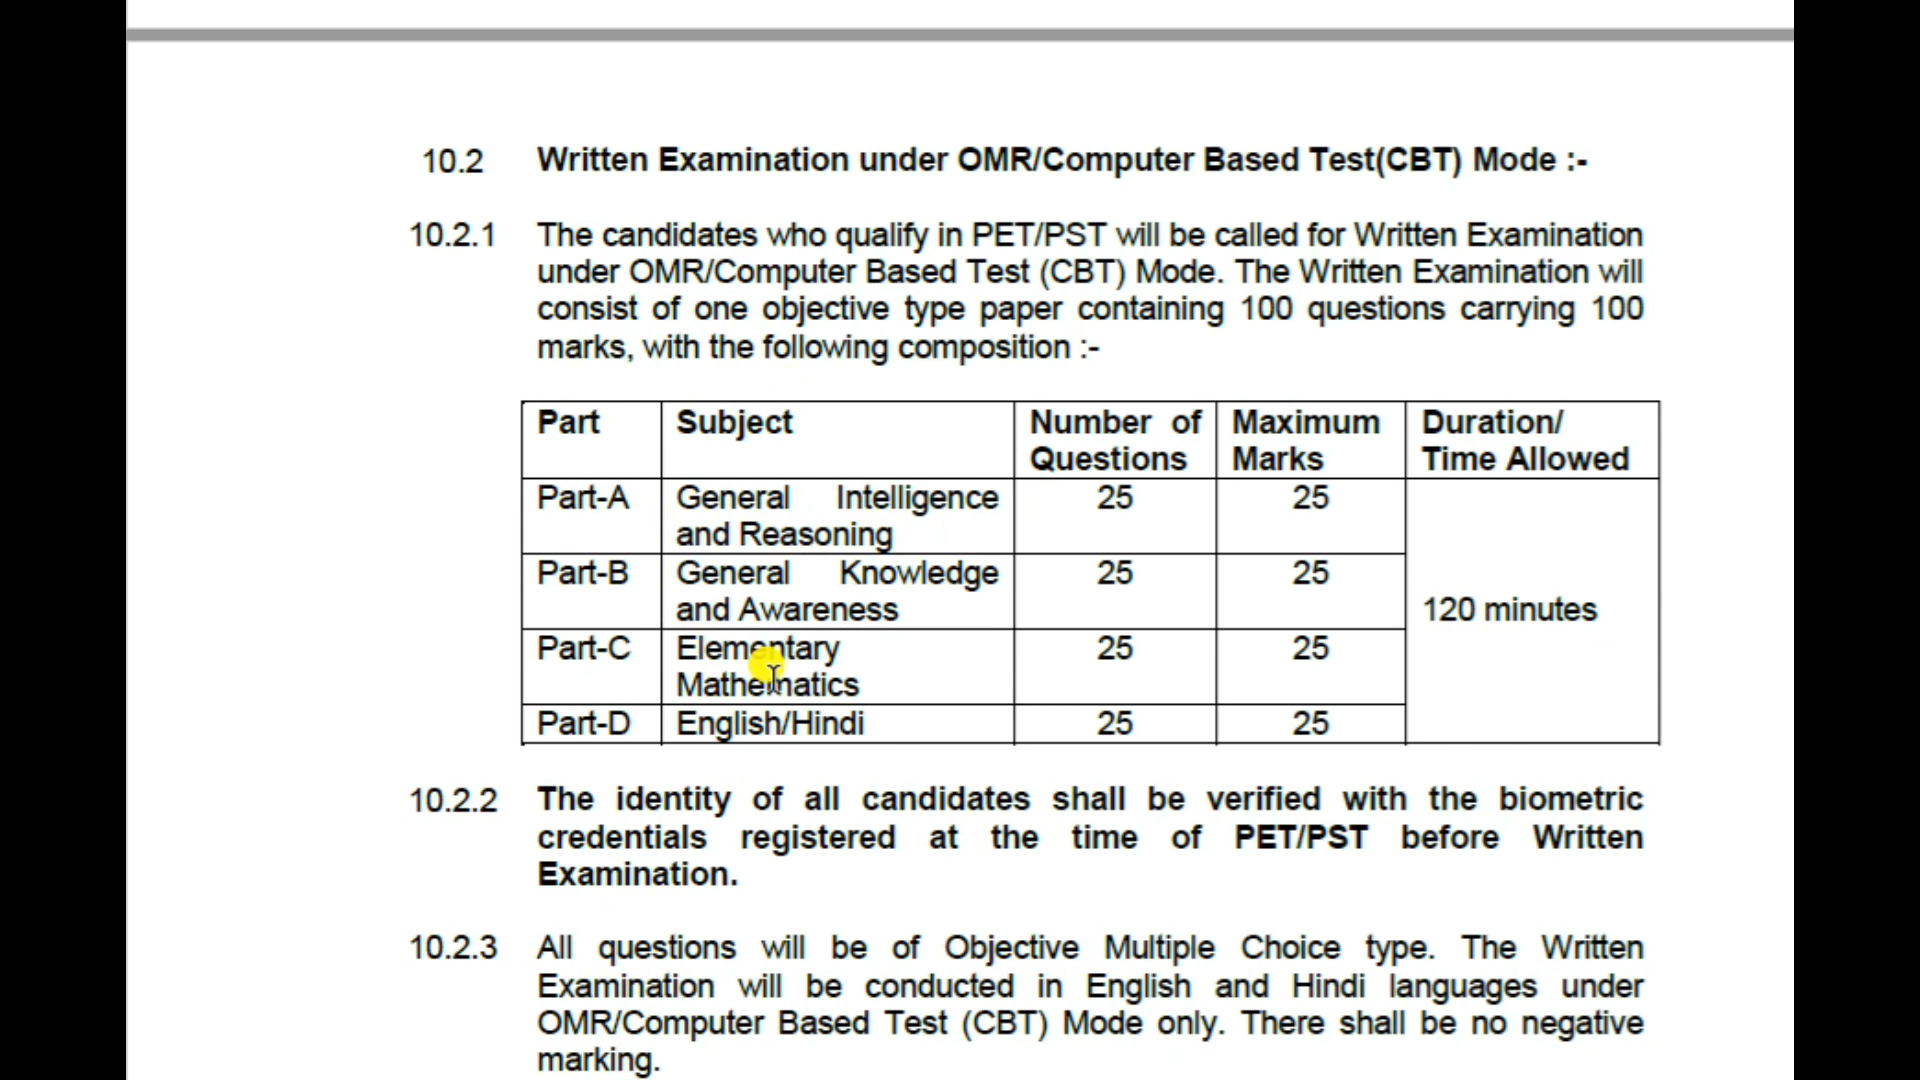 10.2 Written Examination under OMR/Computer Based Test(CBT) Mode :-
10.2.1 The candidates who qualify in PET/PST will be called for Written Examination
under OMR/Computer Based Test (CBT) Mode. The Written Examination will
consist of one objective type paper containing 100 questions carrying 100
marks, with the following composition :-
Part Subject Number of Maximum Duration/
Questions Marks Time Allowed
Part-A General Intelligence 25 25
and Reasoning
Part-B General Knowledge 25 25
and Awareness 120 minutes
Part-C Elementary 25 25
Mathematics
Part-D English/Hindi 25 25
10.2.2 The identity of all candidates shall be verified with the biometric
credentials registered at the time of PET/PST before Written
Examination.
10.2.3 All questions will be of Objective Multiple Choice type. The Written
Examination will be conducted in English and Hindi languages under
OMR/Computer Based Test (CBT) Mode only. There shall be no negative
marking.